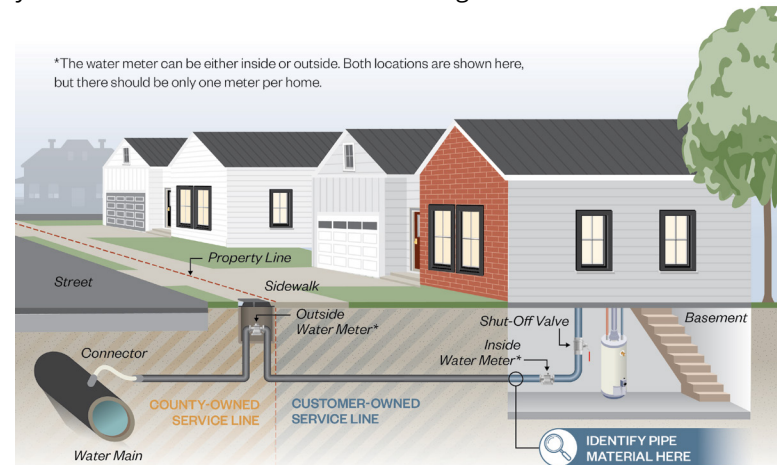 *The water meter can be either inside or outside. Both locations are shown here,
but there should be only one meter per home.
Property Line
Street
Sidewalk
Outside
Water Meter*
Shut-Off Valve
Basement
Inside
Water Meter*
Connector
COUNTY-OWNED
SERVICE LINE
CUSTOMER-OWNED
SERVICE LINE
Water Main
IDENTIFY PIPE
MATERIAL HERE